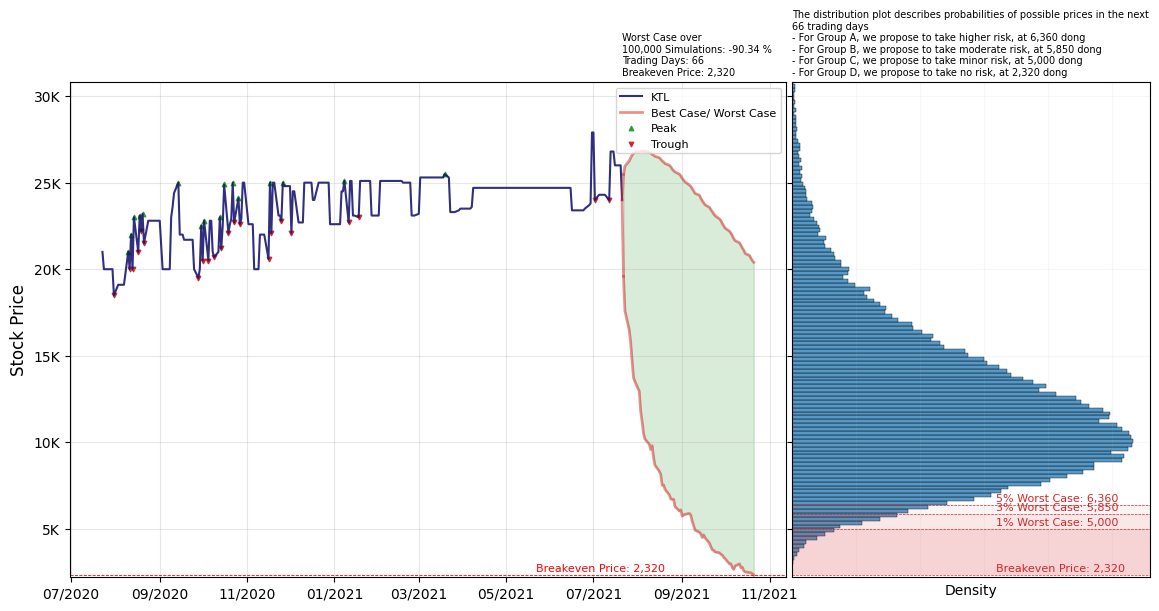 The distribution plot describes probabilities of possible prices in the next
66 trading days
- For Group A, we propose to take higher risk, at 6,360 dong
- For Group B, we propose to take moderate risk, at 5,850 dong
- For Group C, we propose to take minor risk, at 5,000 dong
- For Group D, we propose to take no risk, at 2,320 dong
Worst Case over
100,000 Simulations: -90.34 %
Trading Days: 66
Breakeven Price: 2,320
KTL
Best Case/ Worst Case
Peak
Trough
Stock Price
30K
25K
20K
15K
10K
5K
Breakeven Price: 2,320
07/2020
09/2020
11/2020
01/2021
03/2021
05/2021
07/2021
09/2021
11/2021
5% Worst Case: 6,360
3% Worst Case: 5,850
1% Worst Case: 5,000
Breakeven Price: 2,320
Density